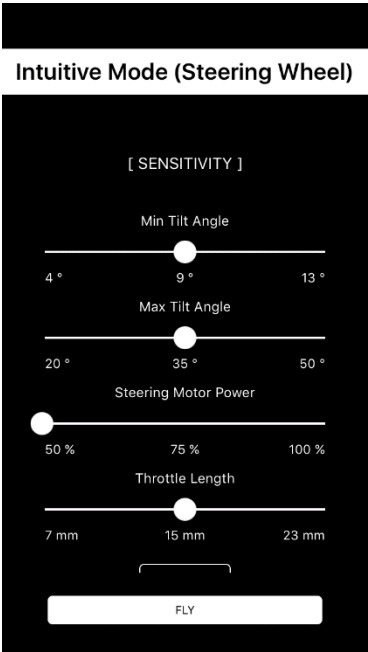 Intuitive Mode (Steering Wheel)
[ SENSITIVITY ]
Min Tilt Angle
4 ° 9 ° 13 °
Max Tilt Angle
20 ° 35 ° 50 °
Steering Motor Power
50 % 75 % 100 %
Throttle Length
7 mm 15 mm 23 mm
FLY